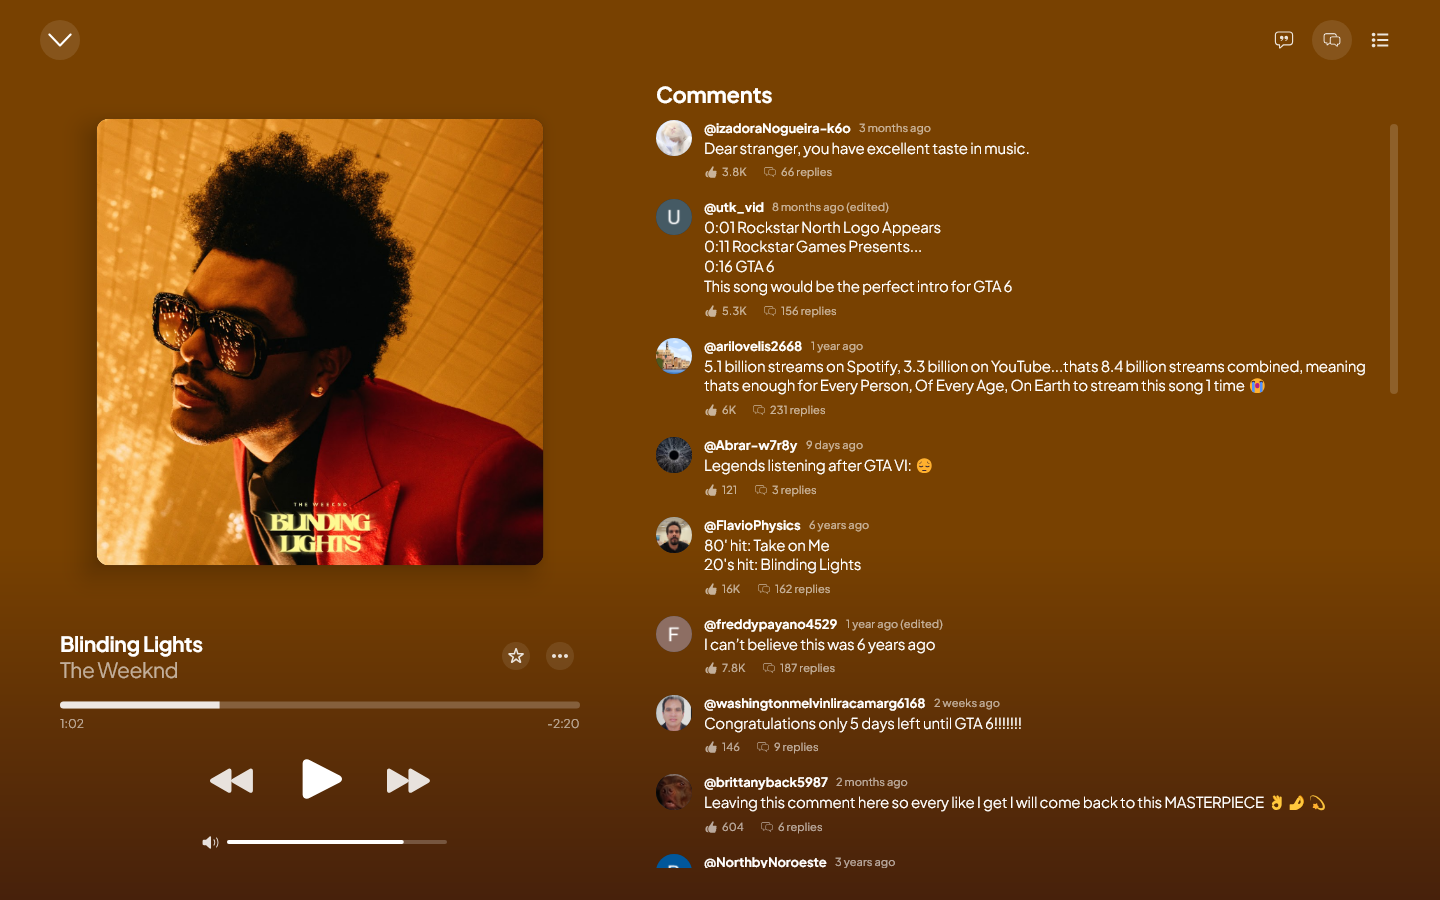 Comments
@izadoraNogueira-k6o 3 months ago
Dear stranger, you have excellent taste in music.
3.8K 66 replies
U
@utk_vid 8 months ago (edited)
0:01 Rockstar North Logo Appears
0:11 Rockstar Games Presents...
0:16 GTA 6
This song would be the perfect intro for GTA 6
5.3K 156 replies
@arilovelis2668 1 year ago
5.1 billion streams on Spotify, 3.3 billion on YouTube...thats 8.4 billion streams combined, meaning
thats enough for Every Person, Of Every Age, On Earth to stream this song 1 time 😭
6K 231 replies
@Abrar-w7r8y 9 days ago
Legends listening after GTA VI: 😔
121 3 replies
@FlavioPhysics 6 years ago
80' hit: Take on Me
20's hit: Blinding Lights
16K 162 replies
F
@freddypayano4529 1 year ago (edited)
I can't believe this was 6 years ago
7.8K 187 replies
@washingtonmelvinliracamarg6168 2 weeks ago
Congratulations only 5 days left until GTA 6!!!!!!!
146 9 replies
@brittanyback5987 2 months ago
Leaving this comment here so every like I get I will come back to this MASTERPIECE 👌🤌💫
604 6 replies
@NorthbyNoroeste 3 years ago
THE WEEKND
BLINDING
LIGHTS
Blinding Lights
The Weeknd
1:02 -2:20